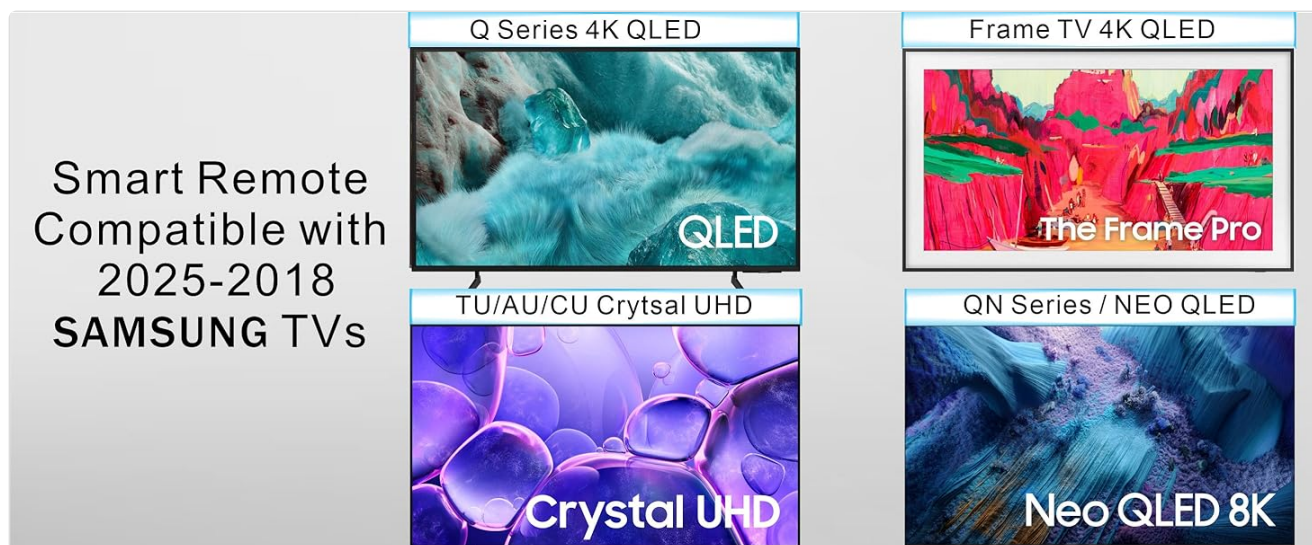 Smart Remote
Compatible with
2025-2018
SAMSUNG TVs
Q Series 4K QLED
QLED
Frame TV 4K QLED
The Frame Pro
TU/AU/CU Crytsal UHD
Crystal UHD
QN Series / NEO QLED
Neo QLED 8K